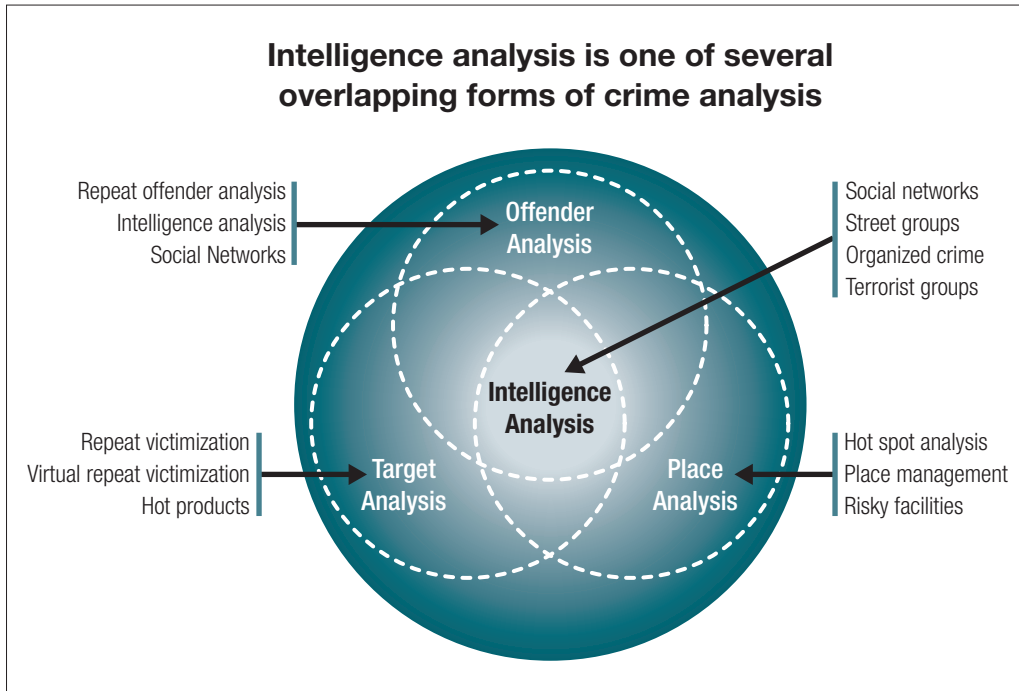 Intelligence analysis is one of several
overlapping forms of crime analysis
Repeat offender analysis
Intelligence analysis
Social Networks
Offender
Analysis
Social networks
Street groups
Organized crime
Terrorist groups
Intelligence
Analysis
Repeat victimization
Virtual repeat victimization
Hot products
Target
Analysis
Place
Analysis
Hot spot analysis
Place management
Risky facilities